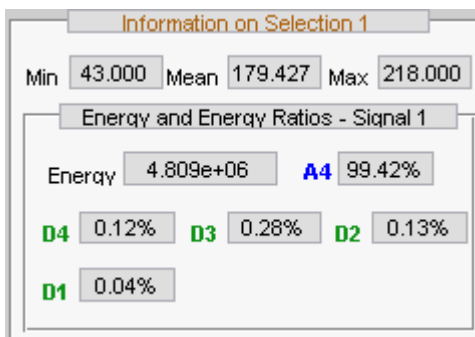 Information on Selection 1
Min 43.000 Mean 179.427 Max 218.000
Energy and Energy Ratios - Signal 1
Energy 4.809e+06 A4 99.42%
D4 0.12% D3 0.28% D2 0.13%
D1 0.04%